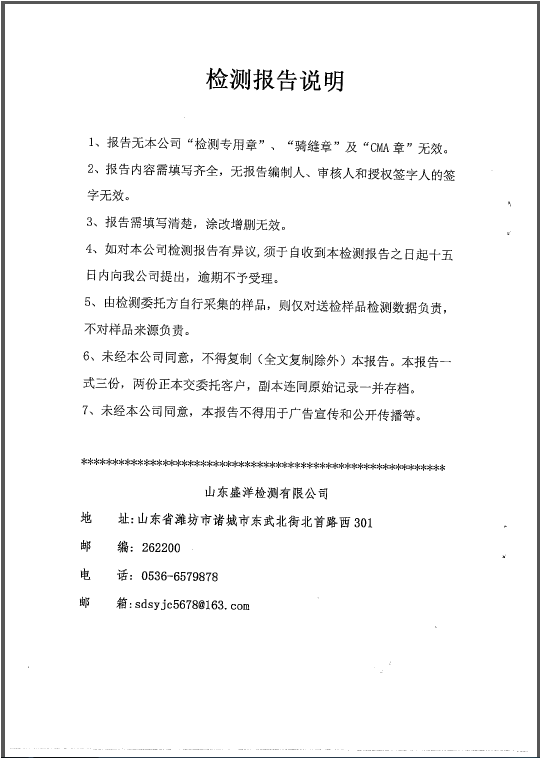 检测报告说明
1、报告无本公司“检测专用章”、“骑缝章”及“CMA 章”无效。
2、报告内容需填写齐全，无报告编制人、审核人和授权签字人的签
字无效。
3、报告需填写清楚，涂改增删无效。
4、如对本公司检测报告有异议,须于自收到本检测报告之日起十五
日内向我公司提出，逾期不予受理。
5、由检测委托方自行采集的样品，则仅对送检样品检测数据负责，
不对样品来源负责。
6、未经本公司同意，不得复制（全文复制除外）本报告。本报告一
式三份，两份正本交委托客户，副本连同原始记录一并存档。
7、未经本公司同意，本报告不得用于广告宣传和公开传播等。
**********************************************************
山东盛洋检测有限公司
地 址:山东省潍坊市诸城市东武北街北首路西 301
邮 编: 262200
电 话: 0536-6579878
邮 箱:sdsyjc5678@163.com